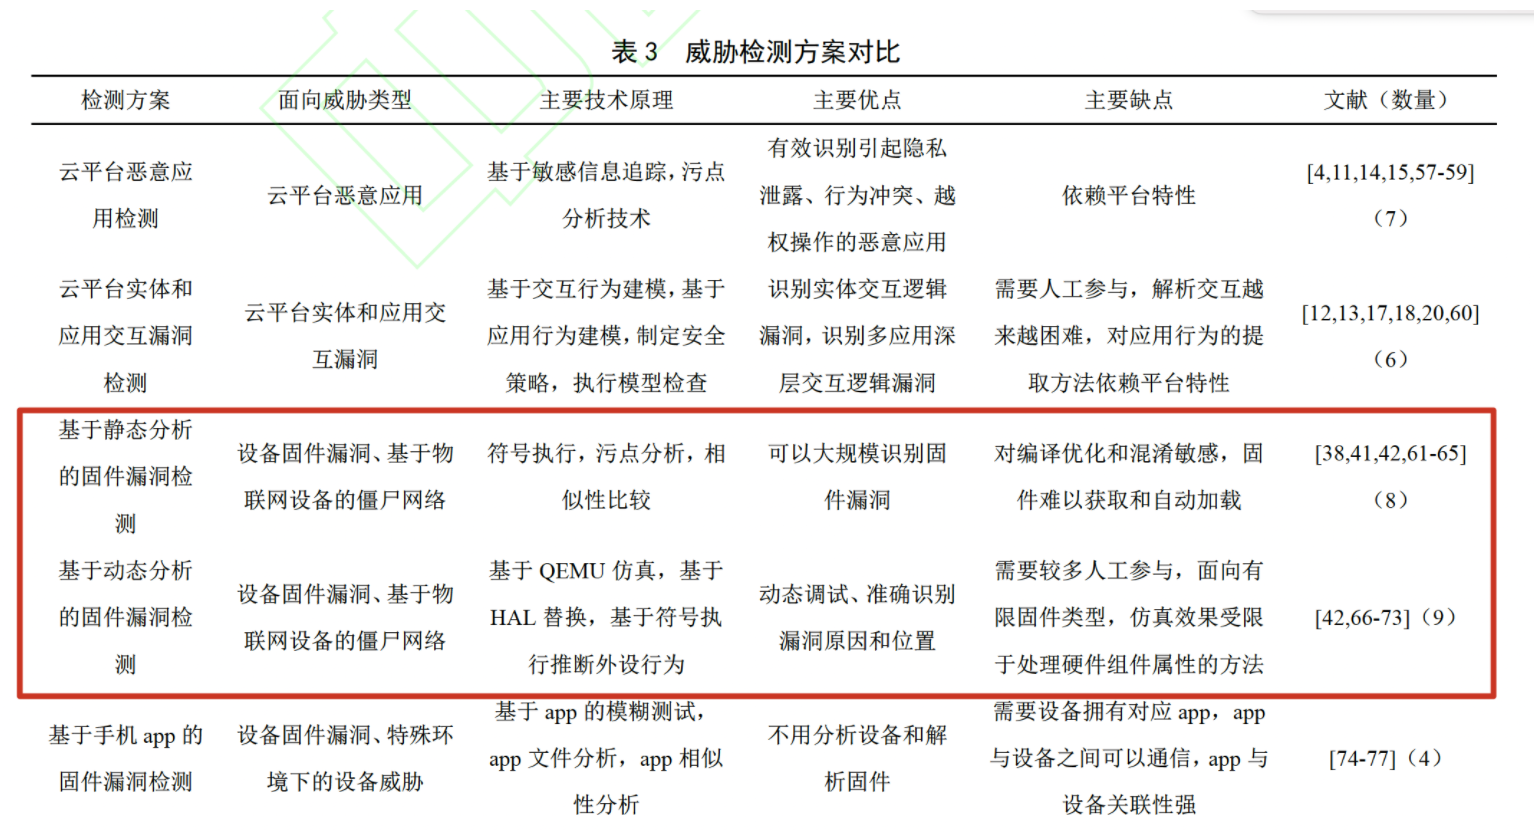 表 3 威胁检测方案对比
检测方案 面向威胁类型 主要技术原理 主要优点 主要缺点 文献（数量）
云平台恶意应
用检测
云平台恶意应用
基于敏感信息追踪，污点
分析技术
有效识别引起隐私
泄露、行为冲突、越
权操作的恶意应用
依赖平台特性
[4,11,14,15,57-59]
（7）
云平台实体和
应用交互漏洞
检测
云平台实体和应用交
互漏洞
基于交互行为建模，基于
应用行为建模，制定安全
策略，执行模型检查
识别实体交互逻辑
漏洞，识别多应用深
层交互逻辑漏洞
需要人工参与，解析交互越
来越困难，对应用行为的提
取方法依赖平台特性
[12,13,17,18,20,60]
（6）
基于静态分析
的固件漏洞检
测
设备固件漏洞、基于物
联网设备的僵尸网络
符号执行，污点分析，相
似性比较
可以大规模识别固
件漏洞
对编译优化和混淆敏感，固
件难以获取和自动加载
[38,41,42,61-65]
（8）
基于动态分析
的固件漏洞检
测
设备固件漏洞、基于物
联网设备的僵尸网络
基于 QEMU 仿真，基于
HAL 替换，基于符号执
行推断外设行为
动态调试、准确识别
漏洞原因和位置
需要较多人工参与，面向有
限固件类型，仿真效果受限
于处理硬件组件属性的方法
[42,66-73]（9）
基于手机 app 的
固件漏洞检测
设备固件漏洞、特殊环
境下的设备威胁
基于 app 的模糊测试，
app 文件分析，app 相似
性分析
不用分析设备和解
析固件
需要设备拥有对应 app，app
与设备之间可以通信，app 与
设备关联性强
[74-77]（4）